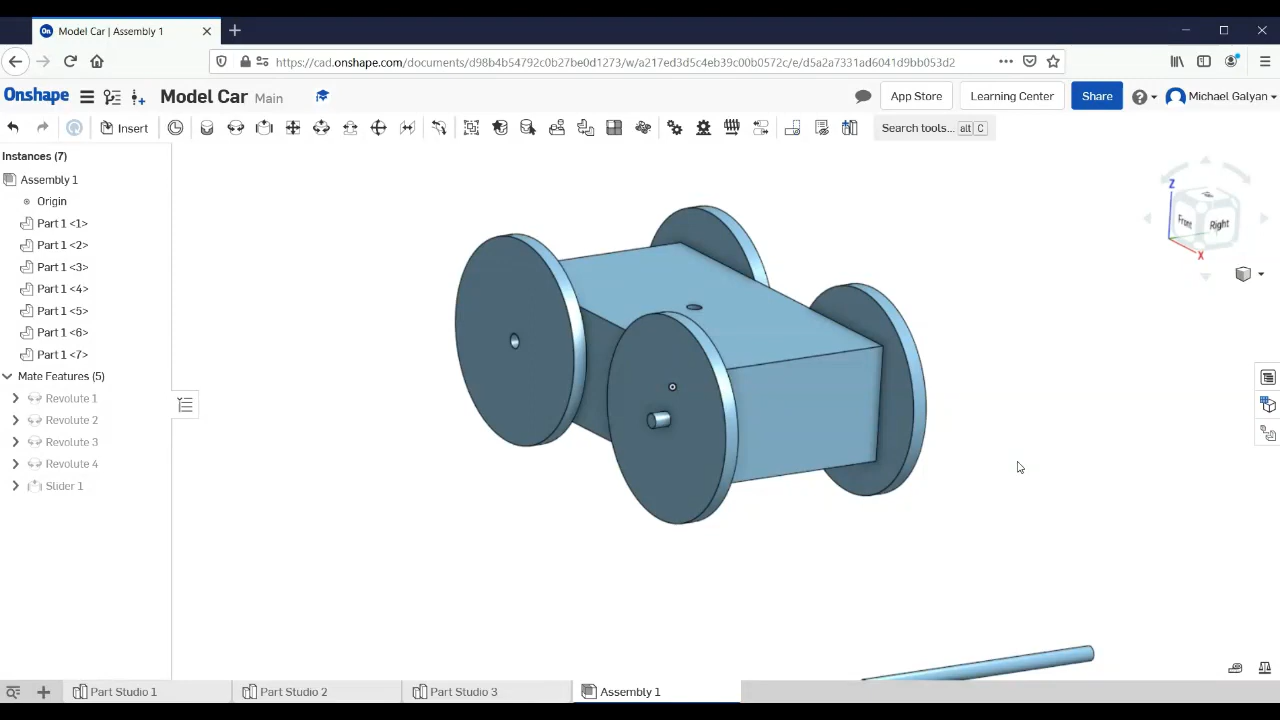 Model Car | Assembly 1
https://cad.onshape.com/documents/d98b4b5479250b27be0d1273/w/a217ed3d5c4eb39c00b0572c/e/d5a2a7331ad6041d9bb053d2
Onshape
Model Car Main
App Store
Learning Center
Share
Michael Galyan
Insert
Search tools... alt C
Instances (7)
Assembly 1
Origin
Part 1 <1>
Part 1 <2>
Part 1 <3>
Part 1 <4>
Part 1 <5>
Part 1 <6>
Part 1 <7>
Mate Features (5)
Revolute 1
Revolute 2
Revolute 3
Revolute 4
Slider 1
Z
Front
Right
X
Part Studio 1
Part Studio 2
Part Studio 3
Assembly 1